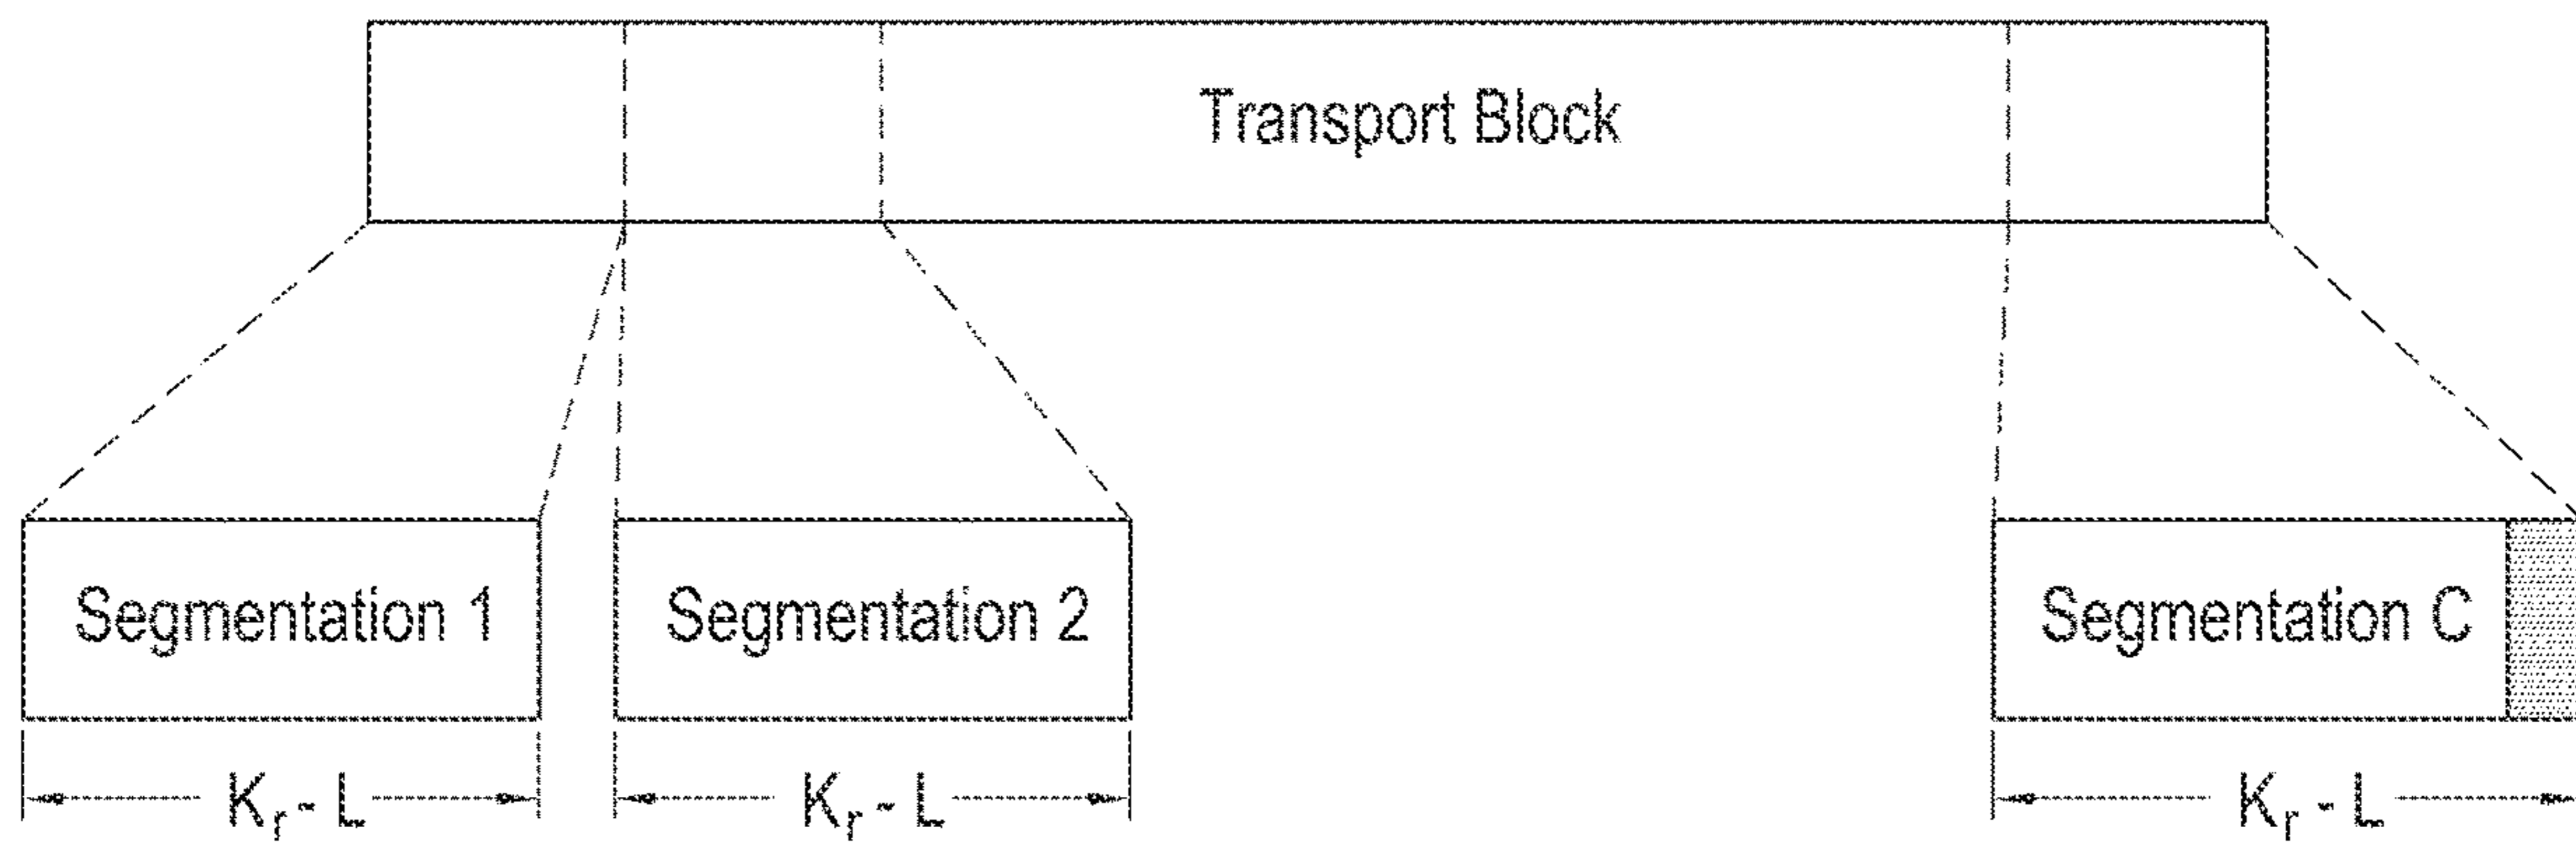 Transport Block
Segmentation 1
Segmentation 2
Segmentation C
Kr - L
Kr - L
Kr - L